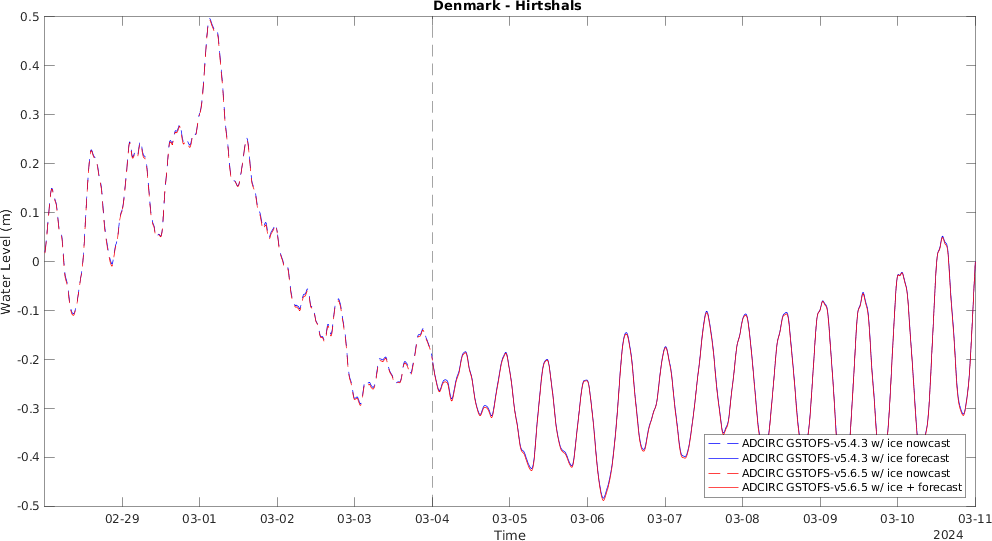 Denmark - Hirtshals
0.5
0.4
0.3
0.2
0.1
0
-0.1
-0.2
-0.3
-0.4
-0.5
Water Level (m)
ADCIRC GSTOFS-v5.4.3 w/ ice nowcast
ADCIRC GSTOFS-v5.4.3 w/ ice forecast
ADCIRC GSTOFS-v5.6.5 w/ ice nowcast
ADCIRC GSTOFS-v5.6.5 w/ ice + forecast
02-29 03-01 03-02 03-03 03-04 03-05 03-06 03-07 03-08 03-09 03-10 03-11
Time
2024